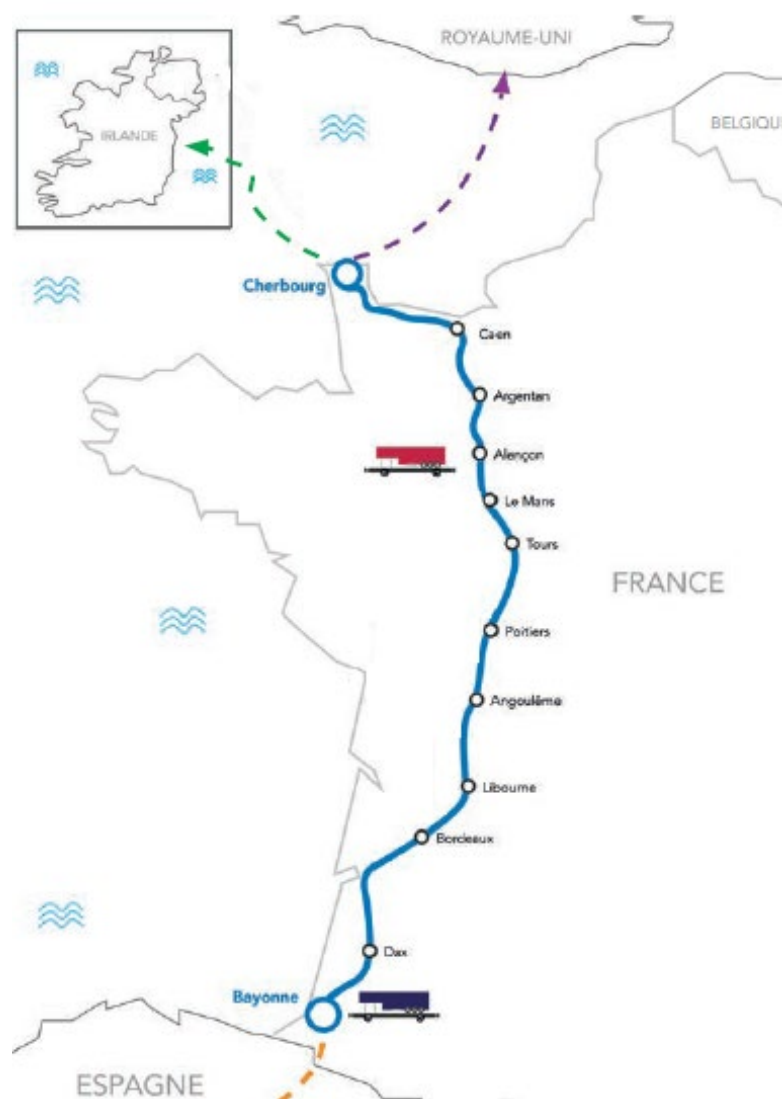 ROYAUME-UNI
BELGIQU
IRLANDE
Cherbourg
Caen
Argentan
Alençon
Le Mans
Tours
FRANCE
Poitiers
Angoulême
Libourne
Bordeaux
Dax
Bayonne
ESPAGNE